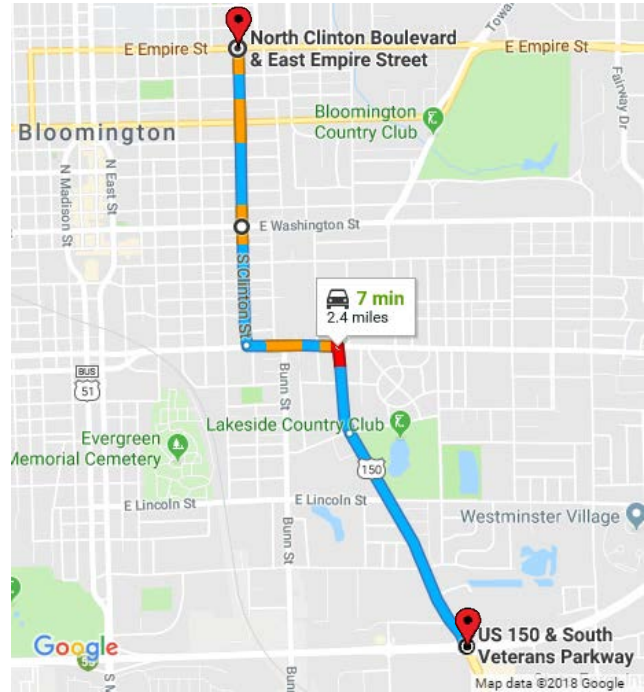 Towa
E Empire St
North Clinton Boulevard
& East Empire Street
E Empire St
Fairway Dr
Bloomington
Country Club
Bloomington
N Madison St
N East St
E Washington St
S Clinton St
7 min
2.4 miles
BUS
51
Bunn St
Lakeside Country Club
Evergreen
Memorial Cemetery
150
E Lincoln St
E Lincoln St
Westminster Village
Bunn St
US 150 & South
Veterans Parkway
Google
S M
Map data ©2018 Google